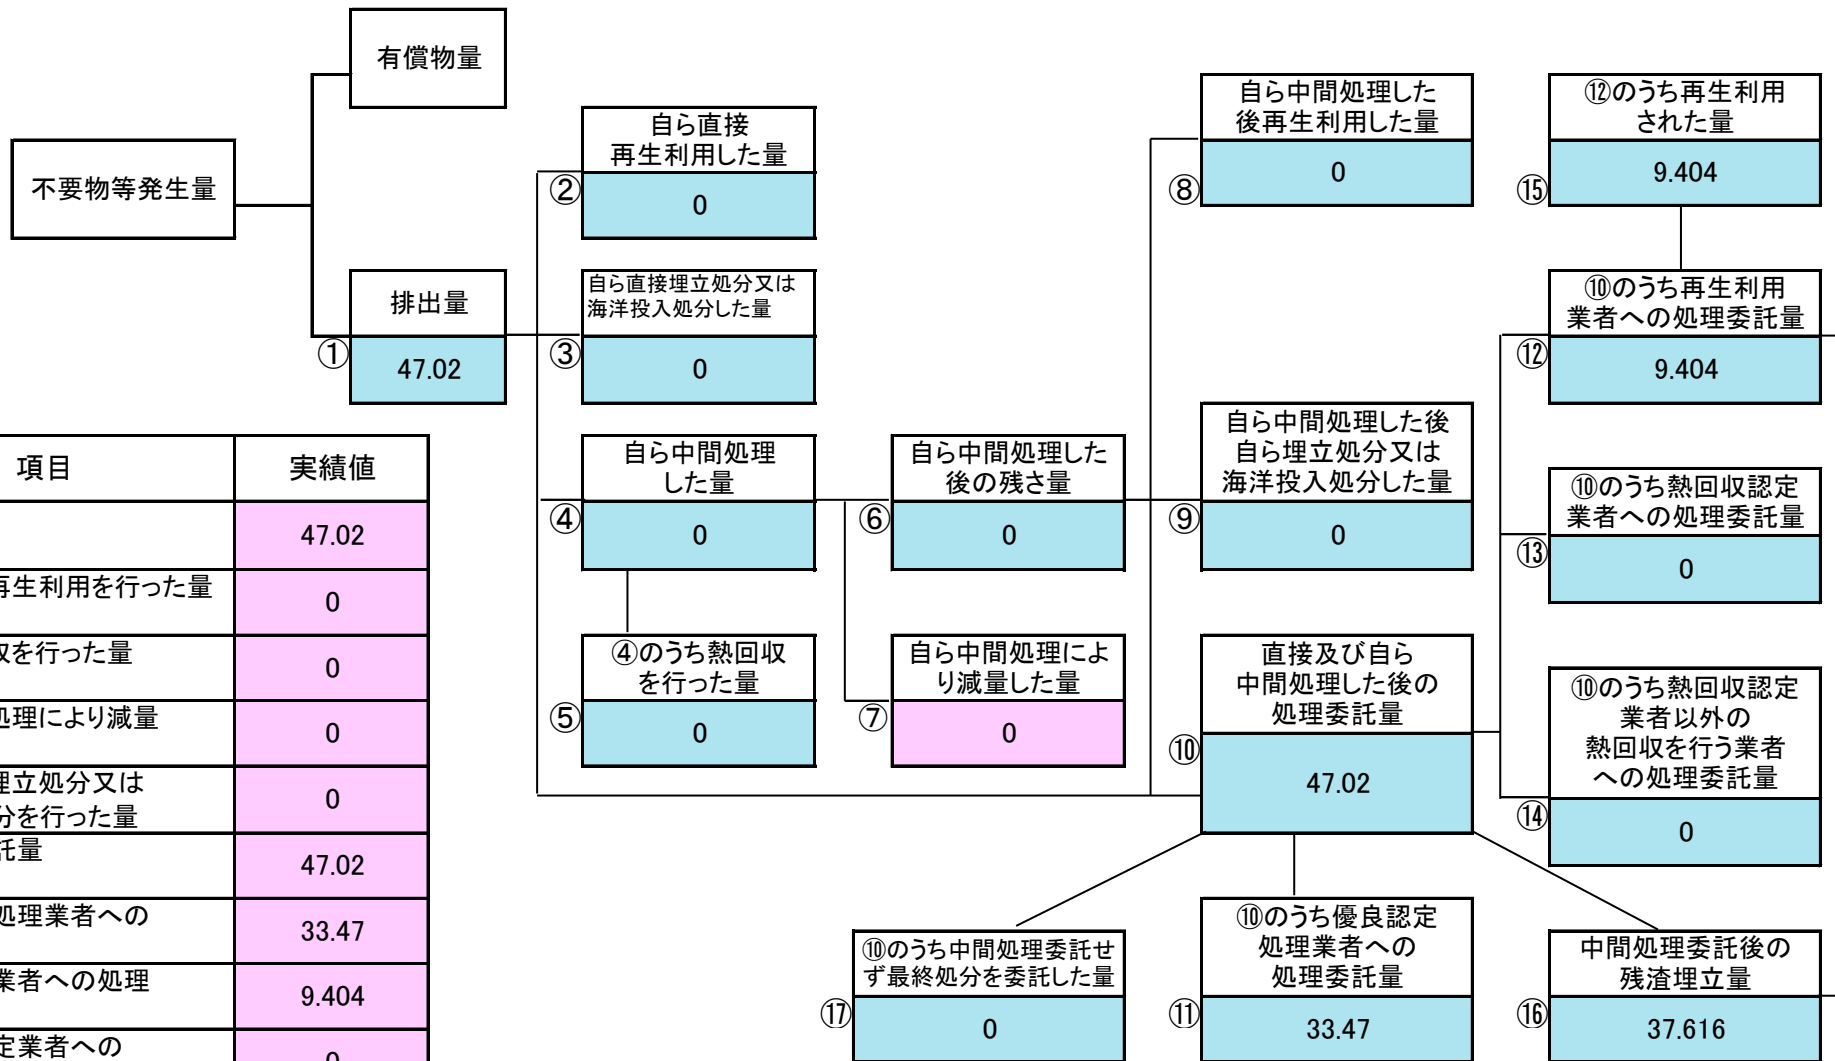 有償物量
不要物等発生量
排出量
①
47.02
自ら直接
再生利用した量
②
0
自ら直接埋立処分又は
海洋投入処分した量
③
0
自ら中間処理
した量
④
0
④のうち熱回収
を行った量
⑤
0
自ら中間処理した
後の残さ量
⑥
0
自ら中間処理によ
り減量した量
⑦
0
自ら中間処理した
後再生利用した量
⑧
0
自ら中間処理した後
自ら埋立処分又は
海洋投入処分した量
⑨
0
直接及び自ら
中間処理した後の
処理委託量
⑩
47.02
⑩のうち優良認定
処理業者への
処理委託量
⑪
33.47
⑩のうち中間処理委託せ
ず最終処分を委託した量
⑰
0
⑫のうち再生利用
された量
⑮
9.404
⑩のうち再生利用
業者への処理委託量
⑫
9.404
⑩のうち熱回収認定
業者への処理委託量
⑬
0
⑩のうち熱回収認定
業者以外の
熱回収を行う業者
への処理委託量
⑭
0
中間処理委託後の
残渣埋立量
⑯
37.616
項目 実績値
47.02
再生利用を行った量
0
を行った量
0
処理により減量
0
埋立処分又は
分を行った量
0
託量
47.02
処理業者への
33.47
業者への処理
9.404
定業者への
0